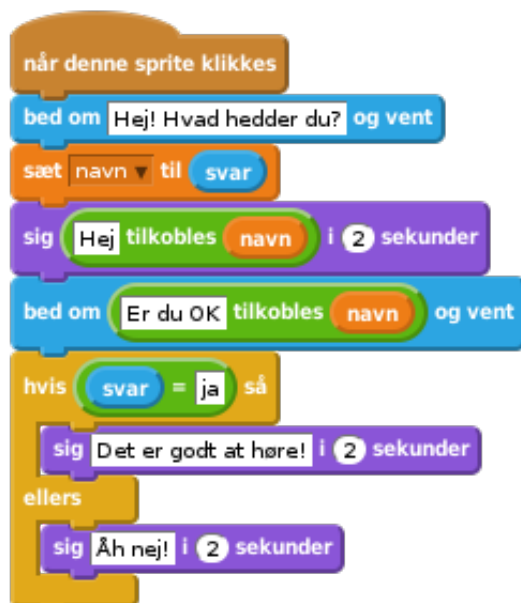 når denne sprite klikkes
bed om Hej! Hvad hedder du? og vent
sæt navn til svar
sig Hej tilkobles navn i 2 sekunder
bed om Er du OK tilkobles navn og vent
hvis svar = ja så
sig Det er godt at høre! i 2 sekunder
ellers
sig Åh nej! i 2 sekunder